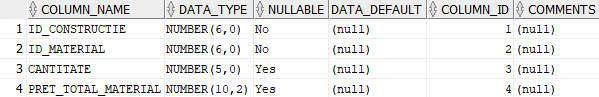 COLUMN_NAME DATA_TYPE NULLABLE DATA_DEFAULT COLUMN_ID COMMENTS
1 ID_CONSTRUCTIE NUMBER(6,0) No (null) 1 (null)
2 ID_MATERIAL NUMBER(6,0) No (null) 2 (null)
3 CANTITATE NUMBER(5,0) Yes (null) 3 (null)
4 PRET_TOTAL_MATERIAL NUMBER(10,2) Yes (null) 4 (null)